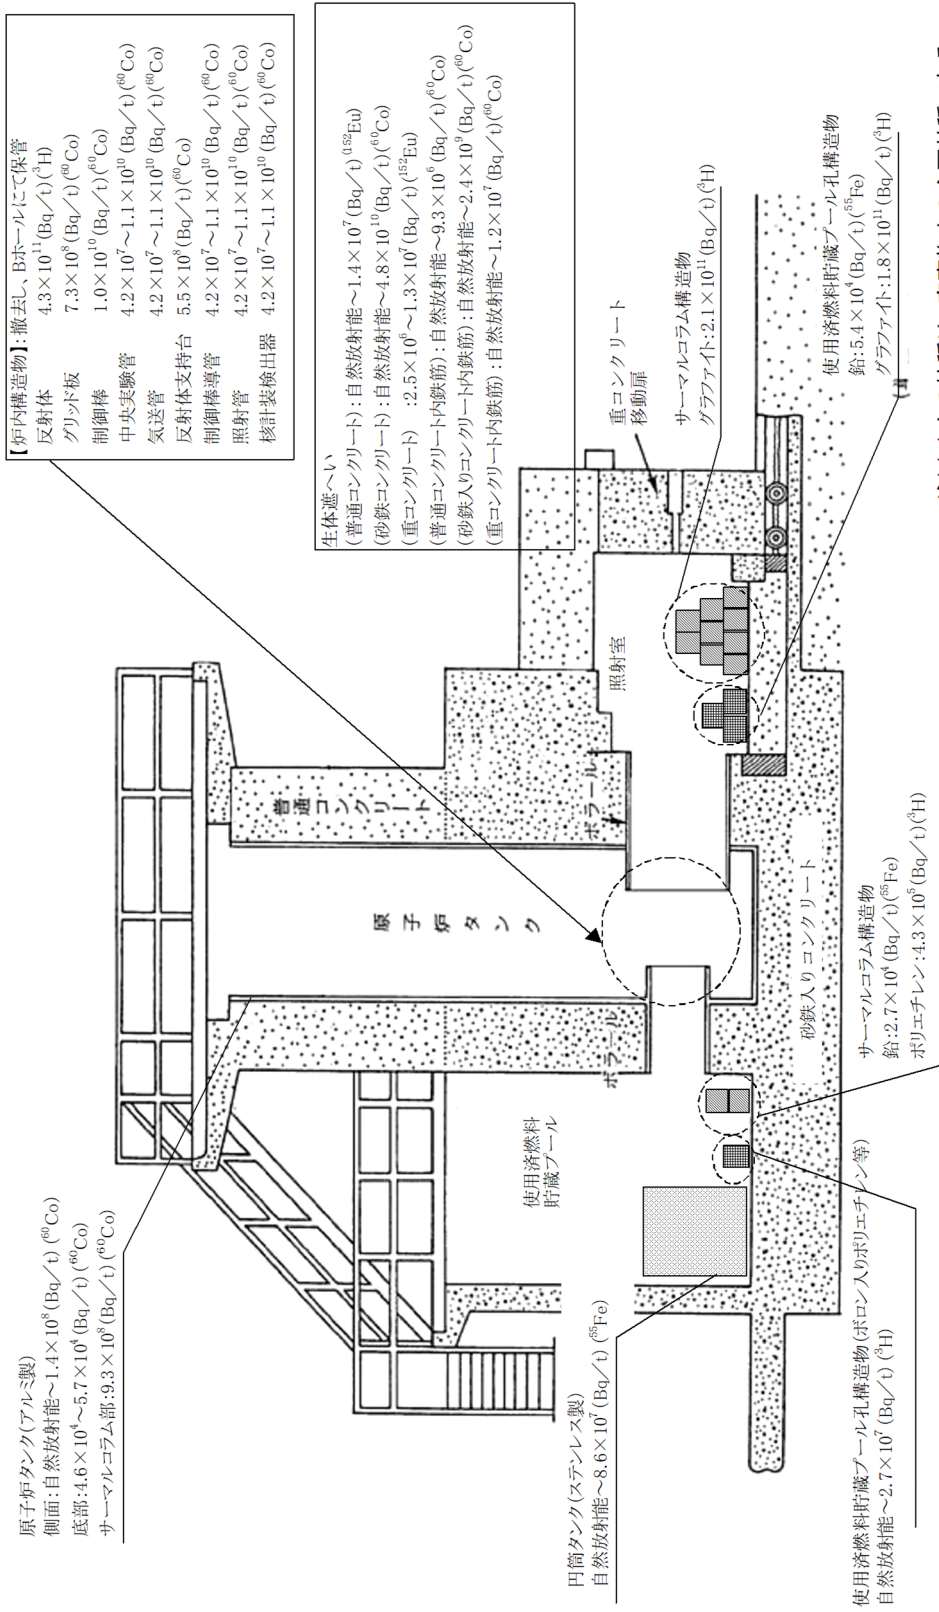 【炉内構造物】:撤去し、Bホールにて保管
反射体 4.3×10¹¹(Bq/t)(³H)
グリッド板 7.3×10⁸(Bq/t)(⁶⁰Co)
制御棒 1.0×10¹⁰(Bq/t)(⁶⁰Co)
中央実験管 4.2×10⁷~1.1×10¹⁰(Bq/t)(⁶⁰Co)
気送管 4.2×10⁷~1.1×10¹⁰(Bq/t)(⁶⁰Co)
反射体支持台 5.5×10⁸(Bq/t)(⁶⁰Co)
制御棒導管 4.2×10⁷~1.1×10¹⁰(Bq/t)(⁶⁰Co)
照射管 4.2×10⁷~1.1×10¹⁰(Bq/t)(⁶⁰Co)
核計装検出器 4.2×10⁷~1.1×10¹⁰(Bq/t)(⁶⁰Co)
生体遮へい
(普通コンクリート):自然放射能~1.4×10⁷(Bq/t)(¹⁵²Eu)
(砂鉄コンクリート):自然放射能~4.8×10¹⁰(Bq/t)(⁶⁰Co)
(重コンクリート) :2.5×10⁶~1.3×10⁷(Bq/t)(¹⁵²Eu)
(普通コンクリート内鉄筋):自然放射能~9.3×10⁶(Bq/t)(⁶⁰Co)
(砂鉄入りコンクリート内鉄筋):自然放射能~2.4×10⁹(Bq/t)(⁶⁰Co)
(重コンクリート内鉄筋):自然放射能~1.2×10⁷(Bq/t)(⁶⁰Co)
原子炉タンク(アルミ製)
側面:自然放射能~1.4×10⁸(Bq/t)(⁶⁰Co)
底部:4.6×10⁴~5.7×10⁴(Bq/t)(⁶⁰Co)
サーマルコラム部:9.3×10⁸(Bq/t)(⁶⁰Co)
普通コンクリート
原子炉タンク
ボラール
ボラール
照射室
重コンクリート
移動扉
サーマルコラム構造物
グラファイト:2.1×10¹¹(Bq/t)(³H)
使用済燃料
貯蔵プール
砂鉄入りコンクリート
円筒タンク(ステンレス製)
自然放射能~8.6×10⁷(Bq/t)(⁵⁵Fe)
使用済燃料貯蔵プール孔構造物(ボロン入りポリエチレン等)
自然放射能~2.7×10⁷(Bq/t)(³H)
サーマルコラム構造物
鉛:2.7×10⁴(Bq/t)(⁵⁵Fe)
ポリエチレン:4.3×10⁵(Bq/t)(³H)
使用済燃料貯蔵プール孔構造物
鉛:5.4×10⁴(Bq/t)(⁵⁵Fe)
グラファイト:1.8×10¹¹(Bq/t)(³H)